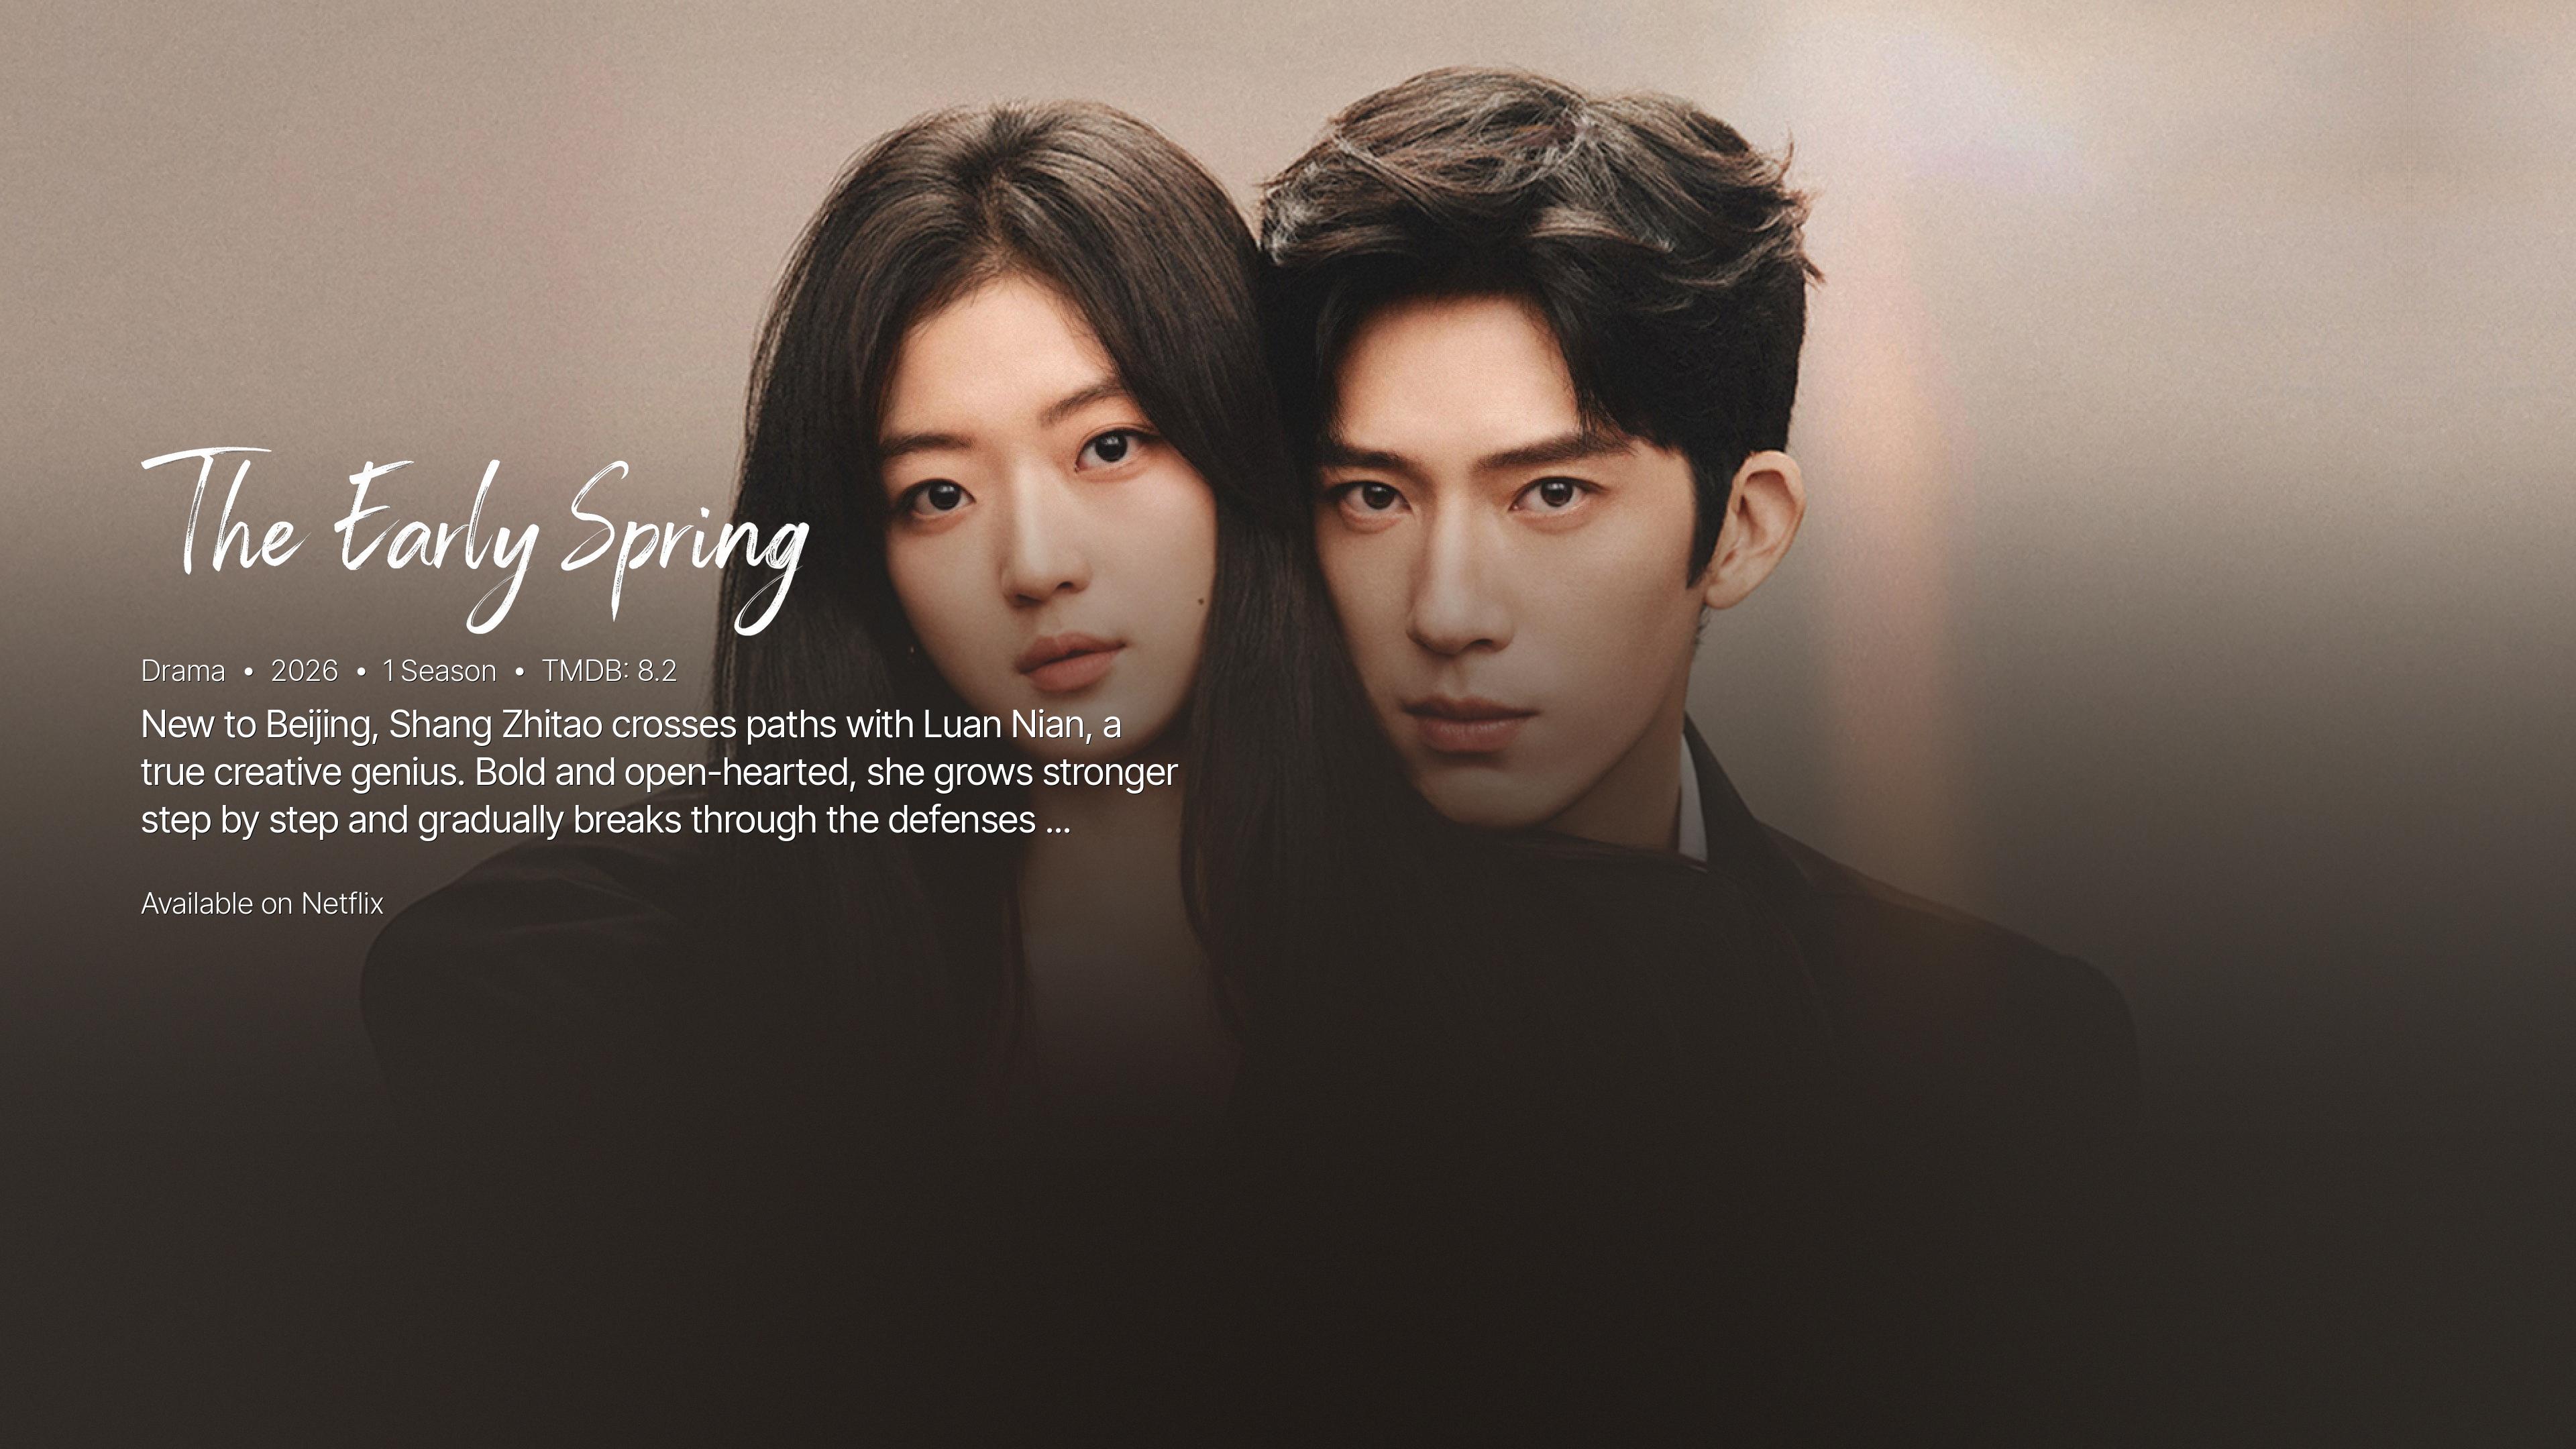 The Early Spring
Drama • 2026 • 1 Season • TMDB: 8.2
New to Beijing, Shang Zhitao crosses paths with Luan Nian, a
true creative genius. Bold and open-hearted, she grows stronger
step by step and gradually breaks through the defenses ...
Available on Netflix